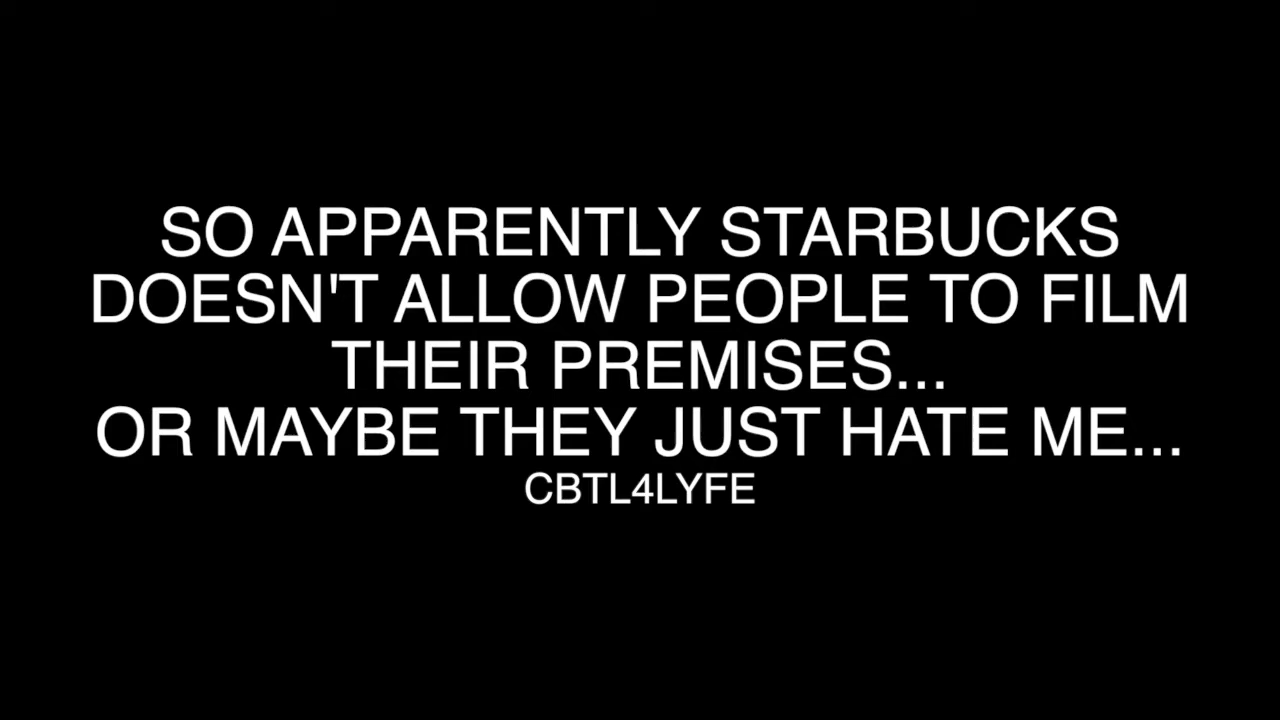 SO APPARENTLY STARBUCKS
DOESN'T ALLOW PEOPLE TO FILM
THEIR PREMISES...
OR MAYBE THEY JUST HATE ME...
CBTL4LYFE